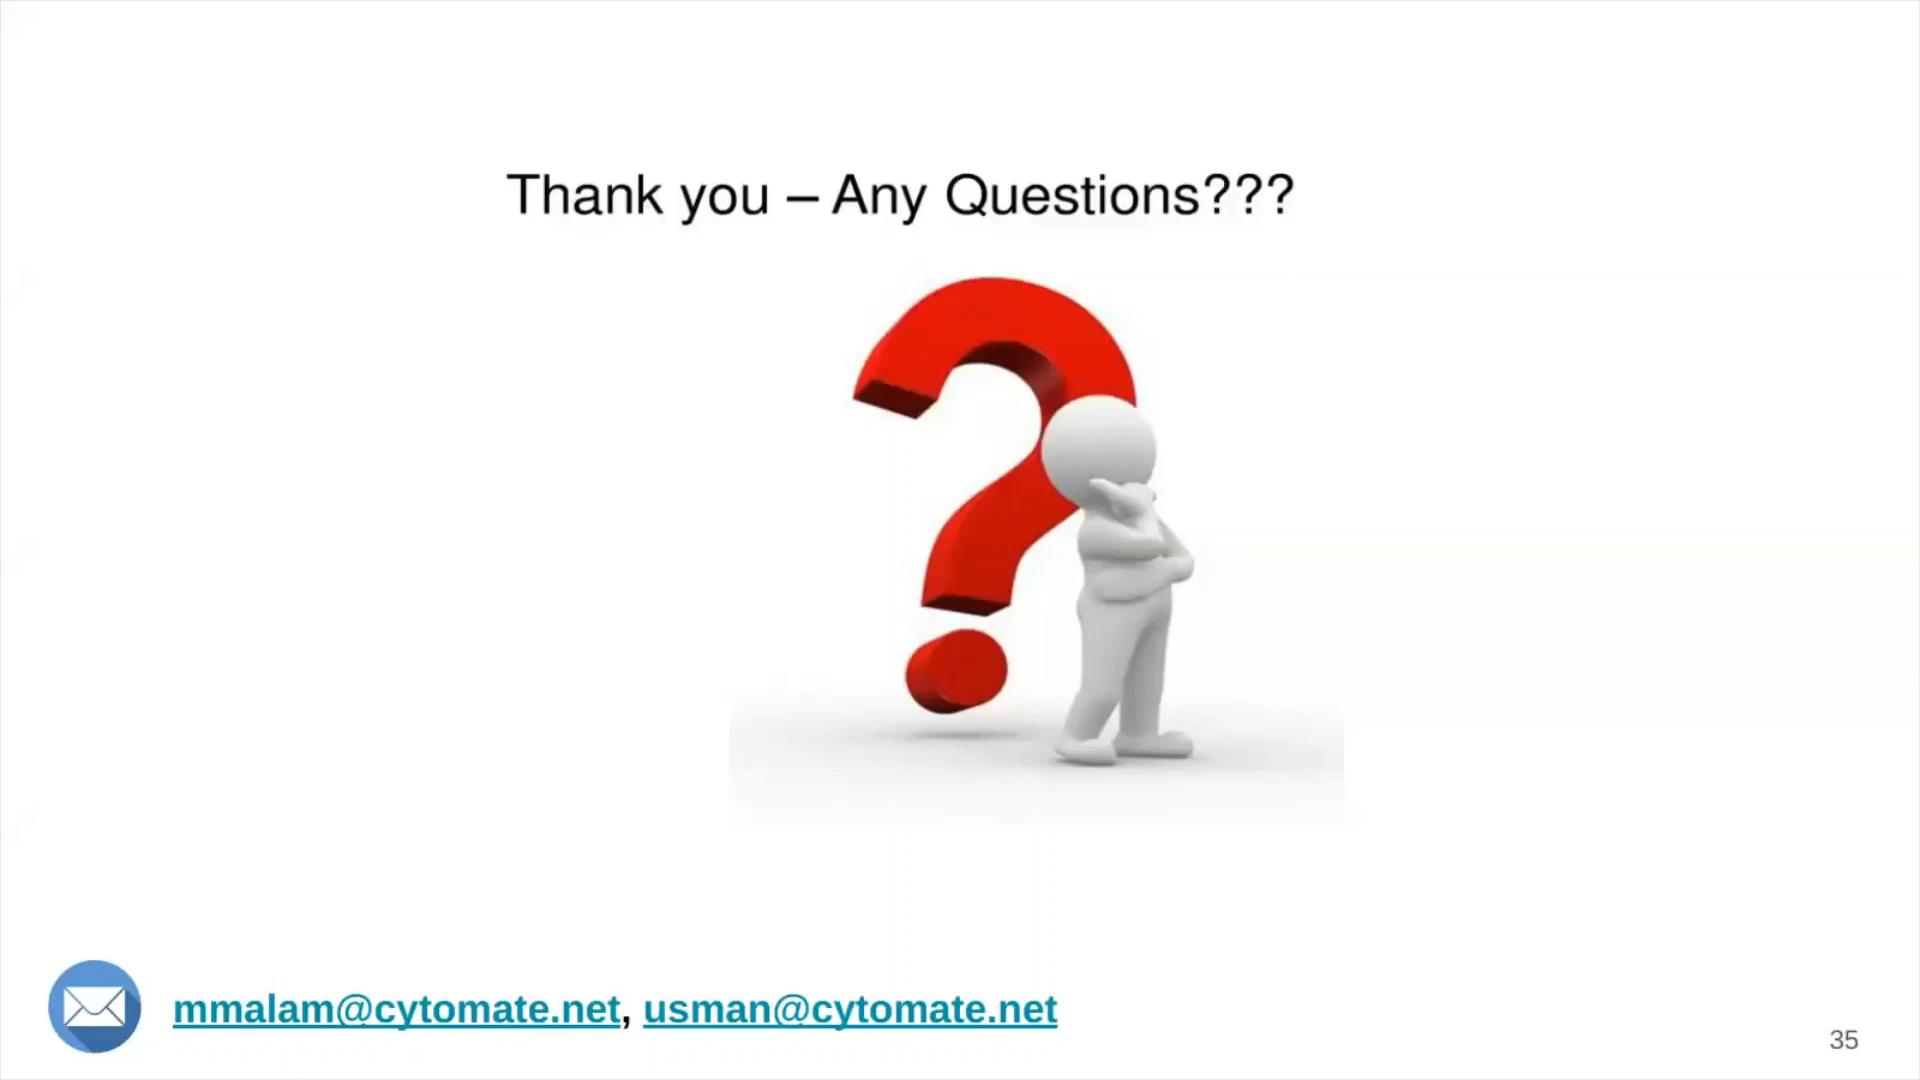 Thank you – Any Questions???
mmalam@cytomate.net, usman@cytomate.net
35